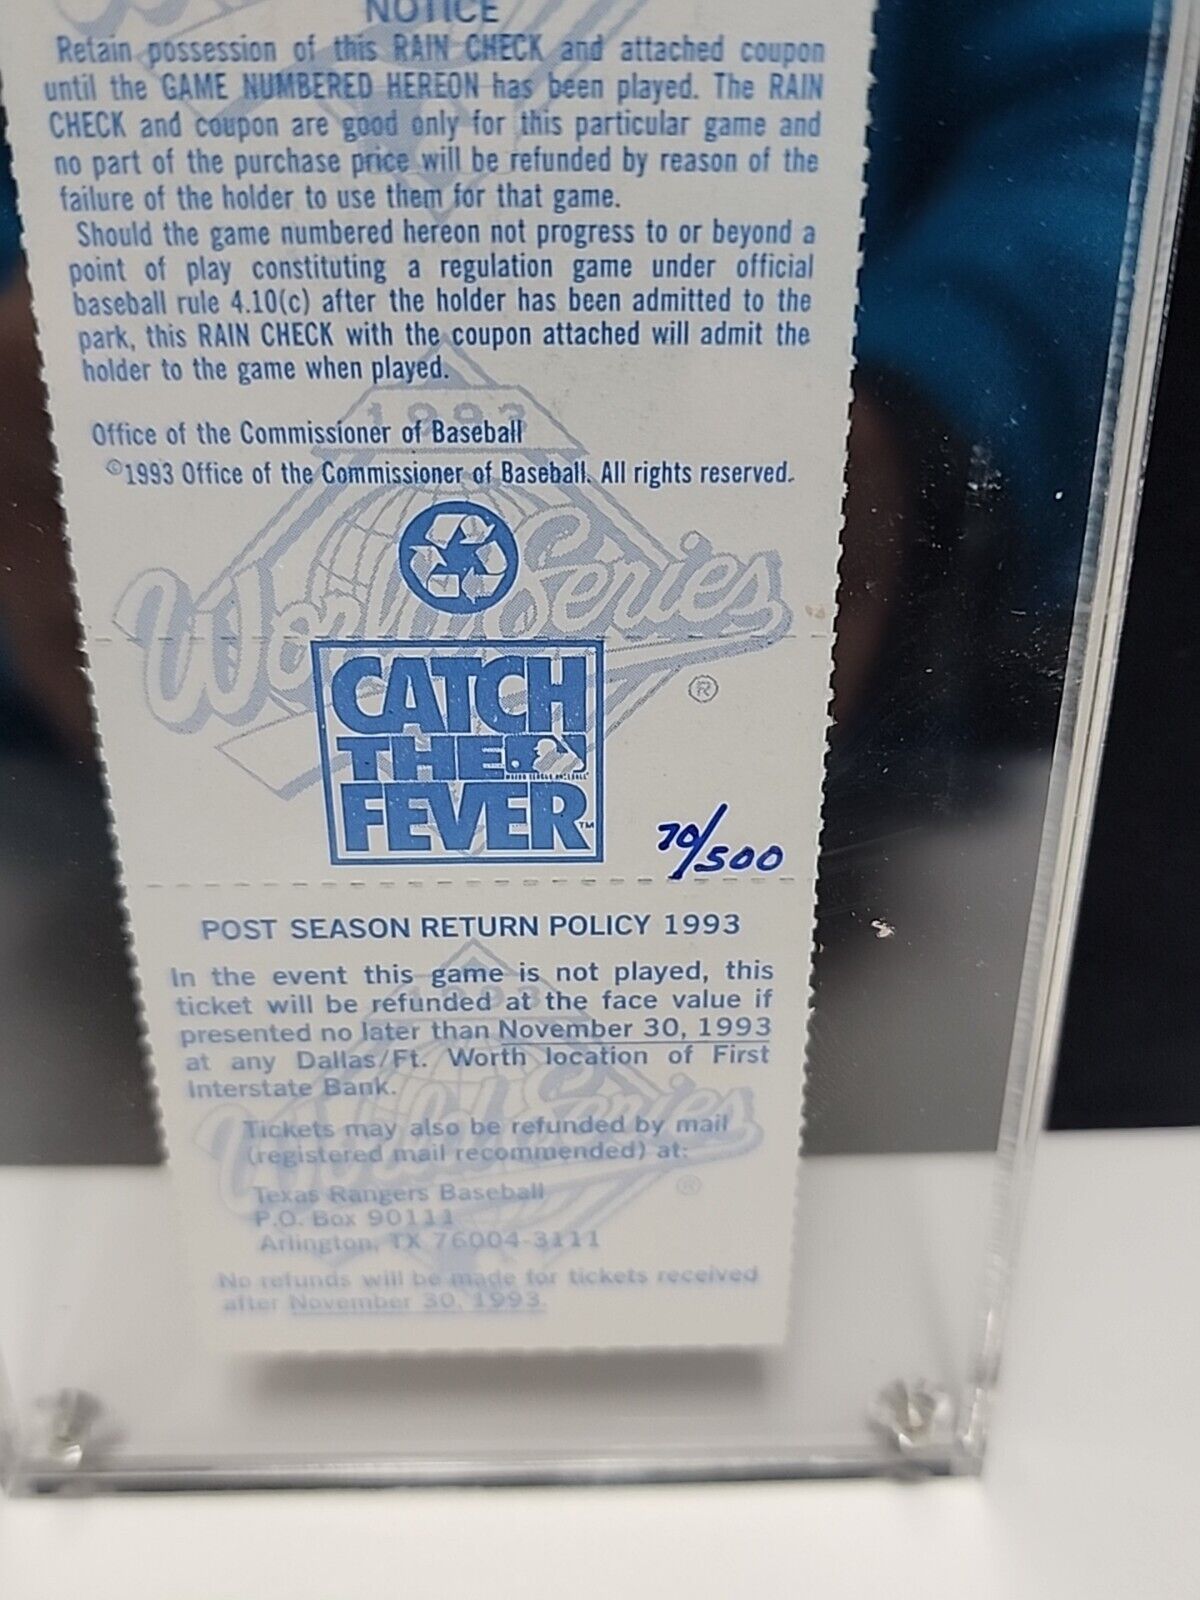 NOTICE
Retain possession of this RAIN CHECK and attached coupon
until the GAME NUMBERED HEREON has been played. The RAIN
CHECK and coupon are good only for this particular game and
no part of the purchase price will be refunded by reason of the
failure of the holder to use them for that game.
Should the game numbered hereon not progress to or beyond a
point of play constituting a regulation game under official
baseball rule 4.10(c) after the holder has been admitted to the
park, this RAIN CHECK with the coupon attached will admit the
holder to the game when played.
1993
Office of the Commissioner of Baseball
©1993 Office of the Commissioner of Baseball. All rights reserved.
World Series
®
CATCH
THE
MAJOR LEAGUE BASEBALL
FEVER™
70/500
POST SEASON RETURN POLICY 1993
1993
In the event this game is not played, this
ticket will be refunded at the face value if
presented no later than November 30, 1993
at any Dallas/Ft. Worth location of First
Interstate Bank.
World Series
®
Tickets may also be refunded by mail
(registered mail recommended) at:
Texas Rangers Baseball
P.O. Box 90111
Arlington, TX 76004-3111
No refunds will be made for tickets received
after November 30, 1993.